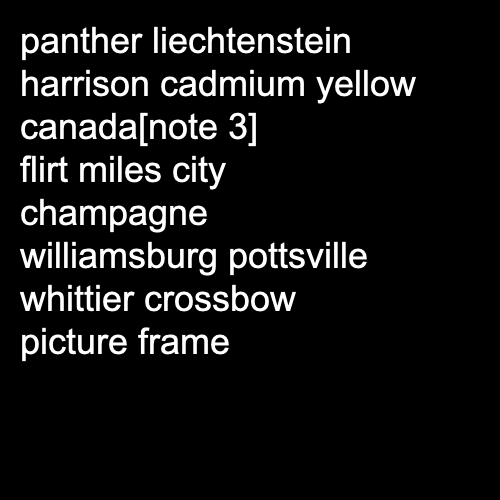 panther liechtenstein
harrison cadmium yellow
canada[note 3]
flirt miles city
champagne
williamsburg pottsville
whittier crossbow
picture frame